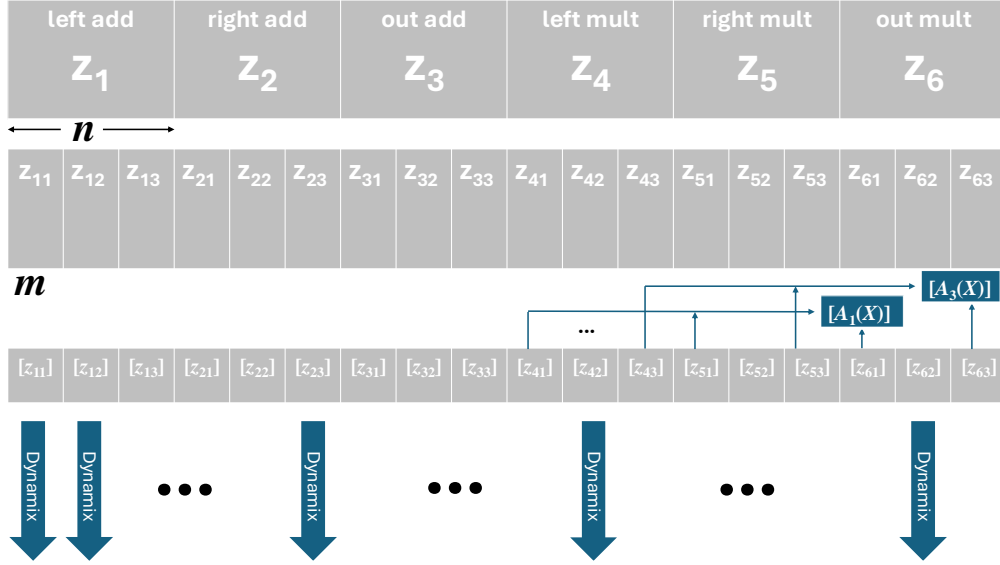 left add right add out add left mult right mult out mult
z₁ z₂ z₃ z₄ z₅ z₆
n
z₁₁ z₁₂ z₁₃ z₂₁ z₂₂ z₂₃ z₃₁ z₃₂ z₃₃ z₄₁ z₄₂ z₄₃ z₅₁ z₅₂ z₅₃ z₆₁ z₆₂ z₆₃
m
[A₃(X)]
[A₁(X)]
...
[z₁₁] [z₁₂] [z₁₃] [z₂₁] [z₂₂] [z₂₃] [z₃₁] [z₃₂] [z₃₃] [z₄₁] [z₄₂] [z₄₃] [z₅₁] [z₅₂] [z₅₃] [z₆₁] [z₆₂] [z₆₃]
Dynamix Dynamix ••• Dynamix ••• Dynamix ••• Dynamix